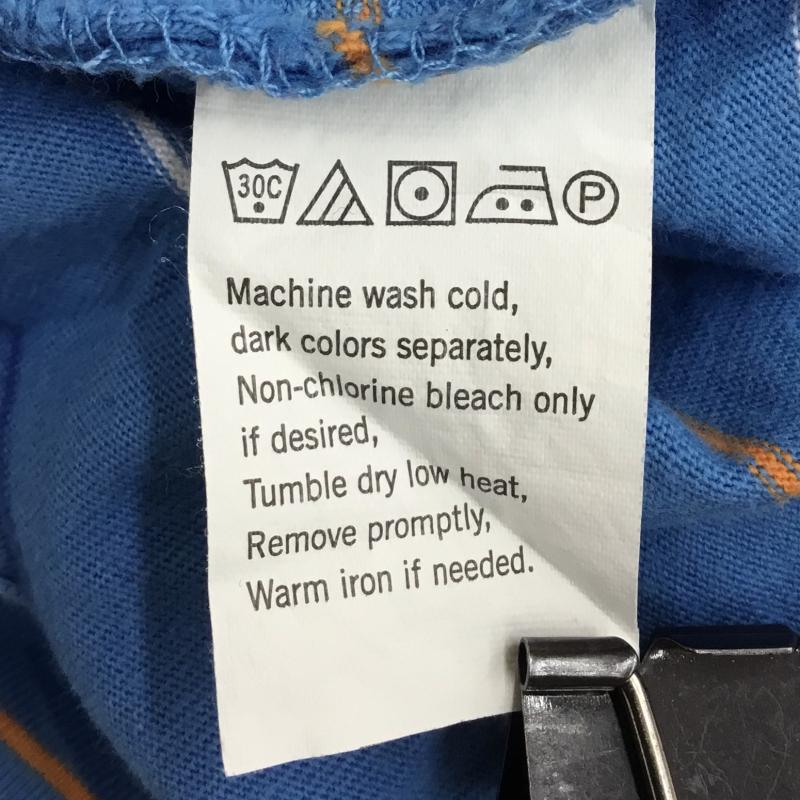 30C P
Machine wash cold,
dark colors separately,
Non-chlorine bleach only
if desired,
Tumble dry low heat,
Remove promptly,
Warm iron if needed.